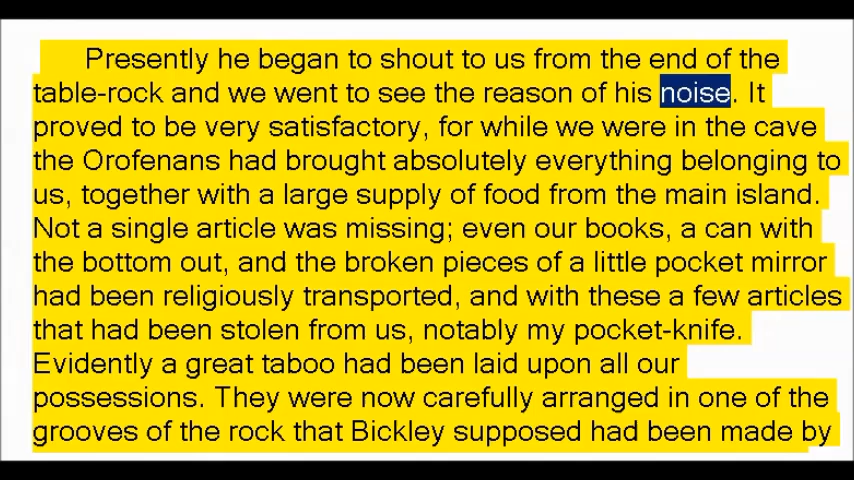 Presently he began to shout to us from the end of the
table-rock and we went to see the reason of his noise. It
proved to be very satisfactory, for while we were in the cave
the Orofenans had brought absolutely everything belonging to
us, together with a large supply of food from the main island.
Not a single article was missing; even our books, a can with
the bottom out, and the broken pieces of a little pocket mirror
had been religiously transported, and with these a few articles
that had been stolen from us, notably my pocket-knife.
Evidently a great taboo had been laid upon all our
possessions. They were now carefully arranged in one of the
grooves of the rock that Bickley supposed had been made by